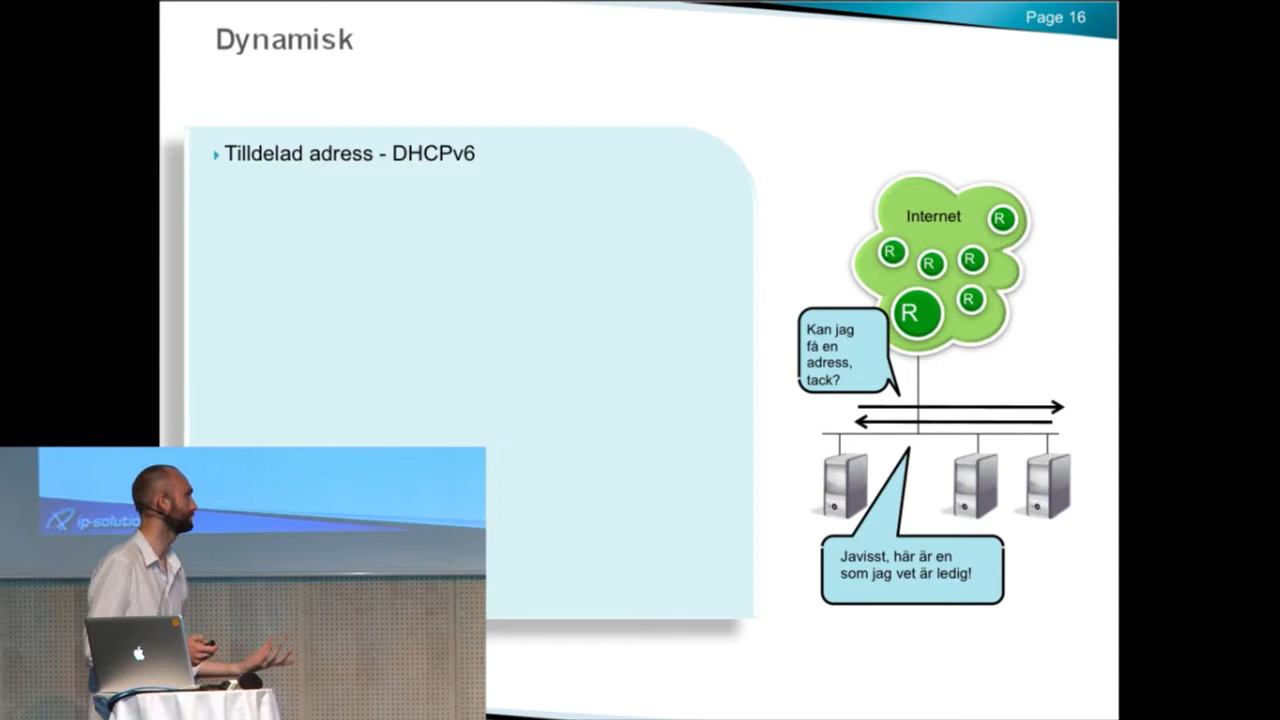 Page 16
Dynamisk
Tilldelad adress - DHCPv6
Internet
R
R
R
R
R
R
Kan jag
få en
adress,
tack?
Javisst, här är en
som jag vet är ledig!
ip-solutio